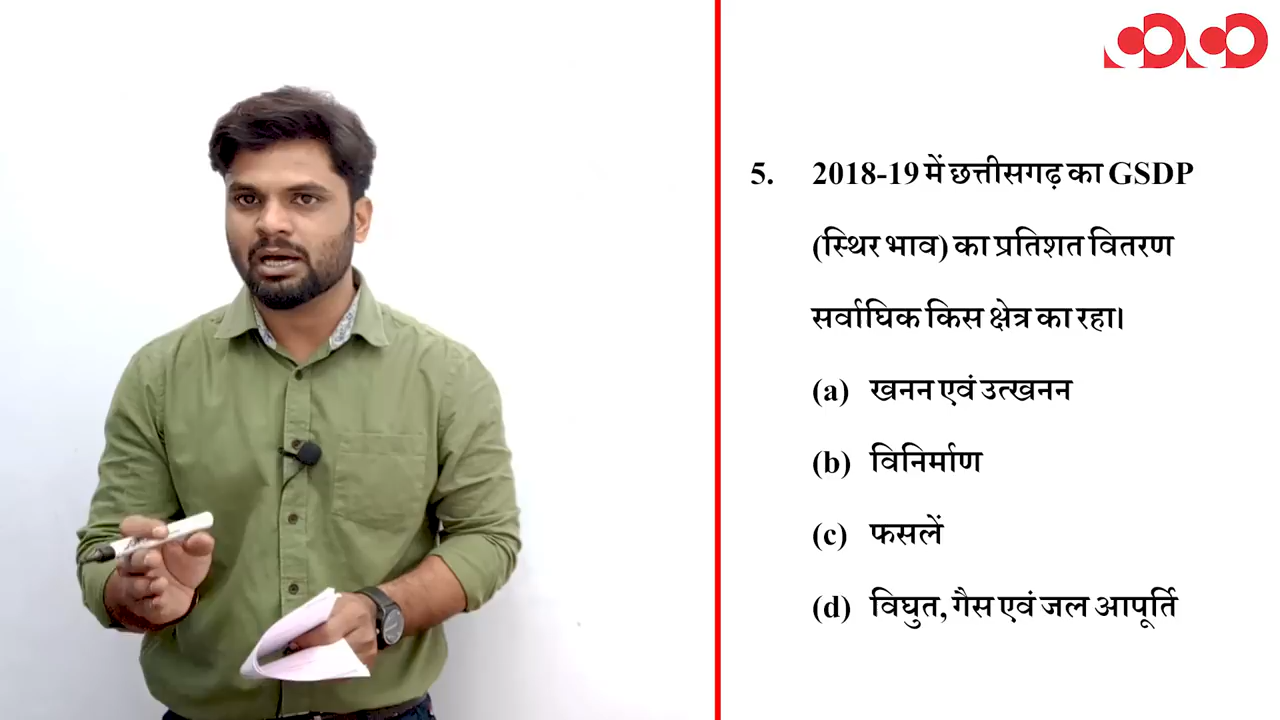 5. 2018-19 में छत्तीसगढ़ का GSDP
(स्थिर भाव) का प्रतिशत वितरण
सर्वाघिक किस क्षेत्र का रहा।
(a) खनन एवं उत्खनन
(b) विनिर्माण
(c) फसलें
(d) विघुत, गैस एवं जल आपूर्ति